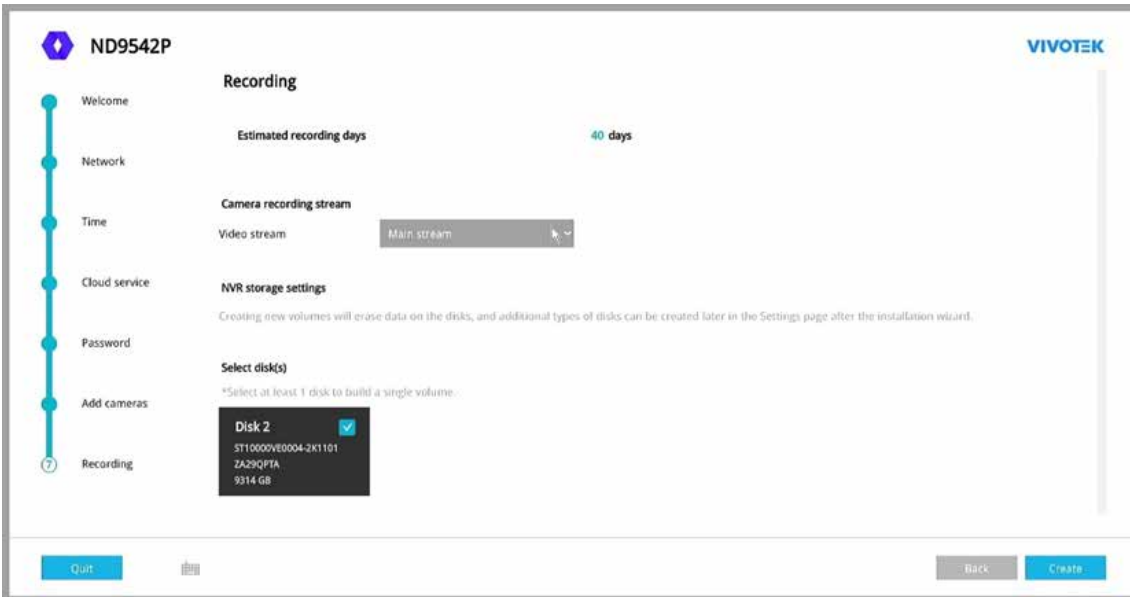 ND9542P
VIVOTEK
Welcome
Network
Time
Cloud service
Password
Add cameras
7
Recording
Recording
Estimated recording days 40 days
Camera recording stream
Video stream Main stream
NVR storage settings
Creating new volumes will erase data on the disks, and additional types of disks can be created later in the Settings page after the installation wizard.
Select disk(s)
*Select at least 1 disk to build a single volume.
Disk 2
ST10000VE0004-2K1101
ZA29QPTA
9314 GB
Quit
Back
Create